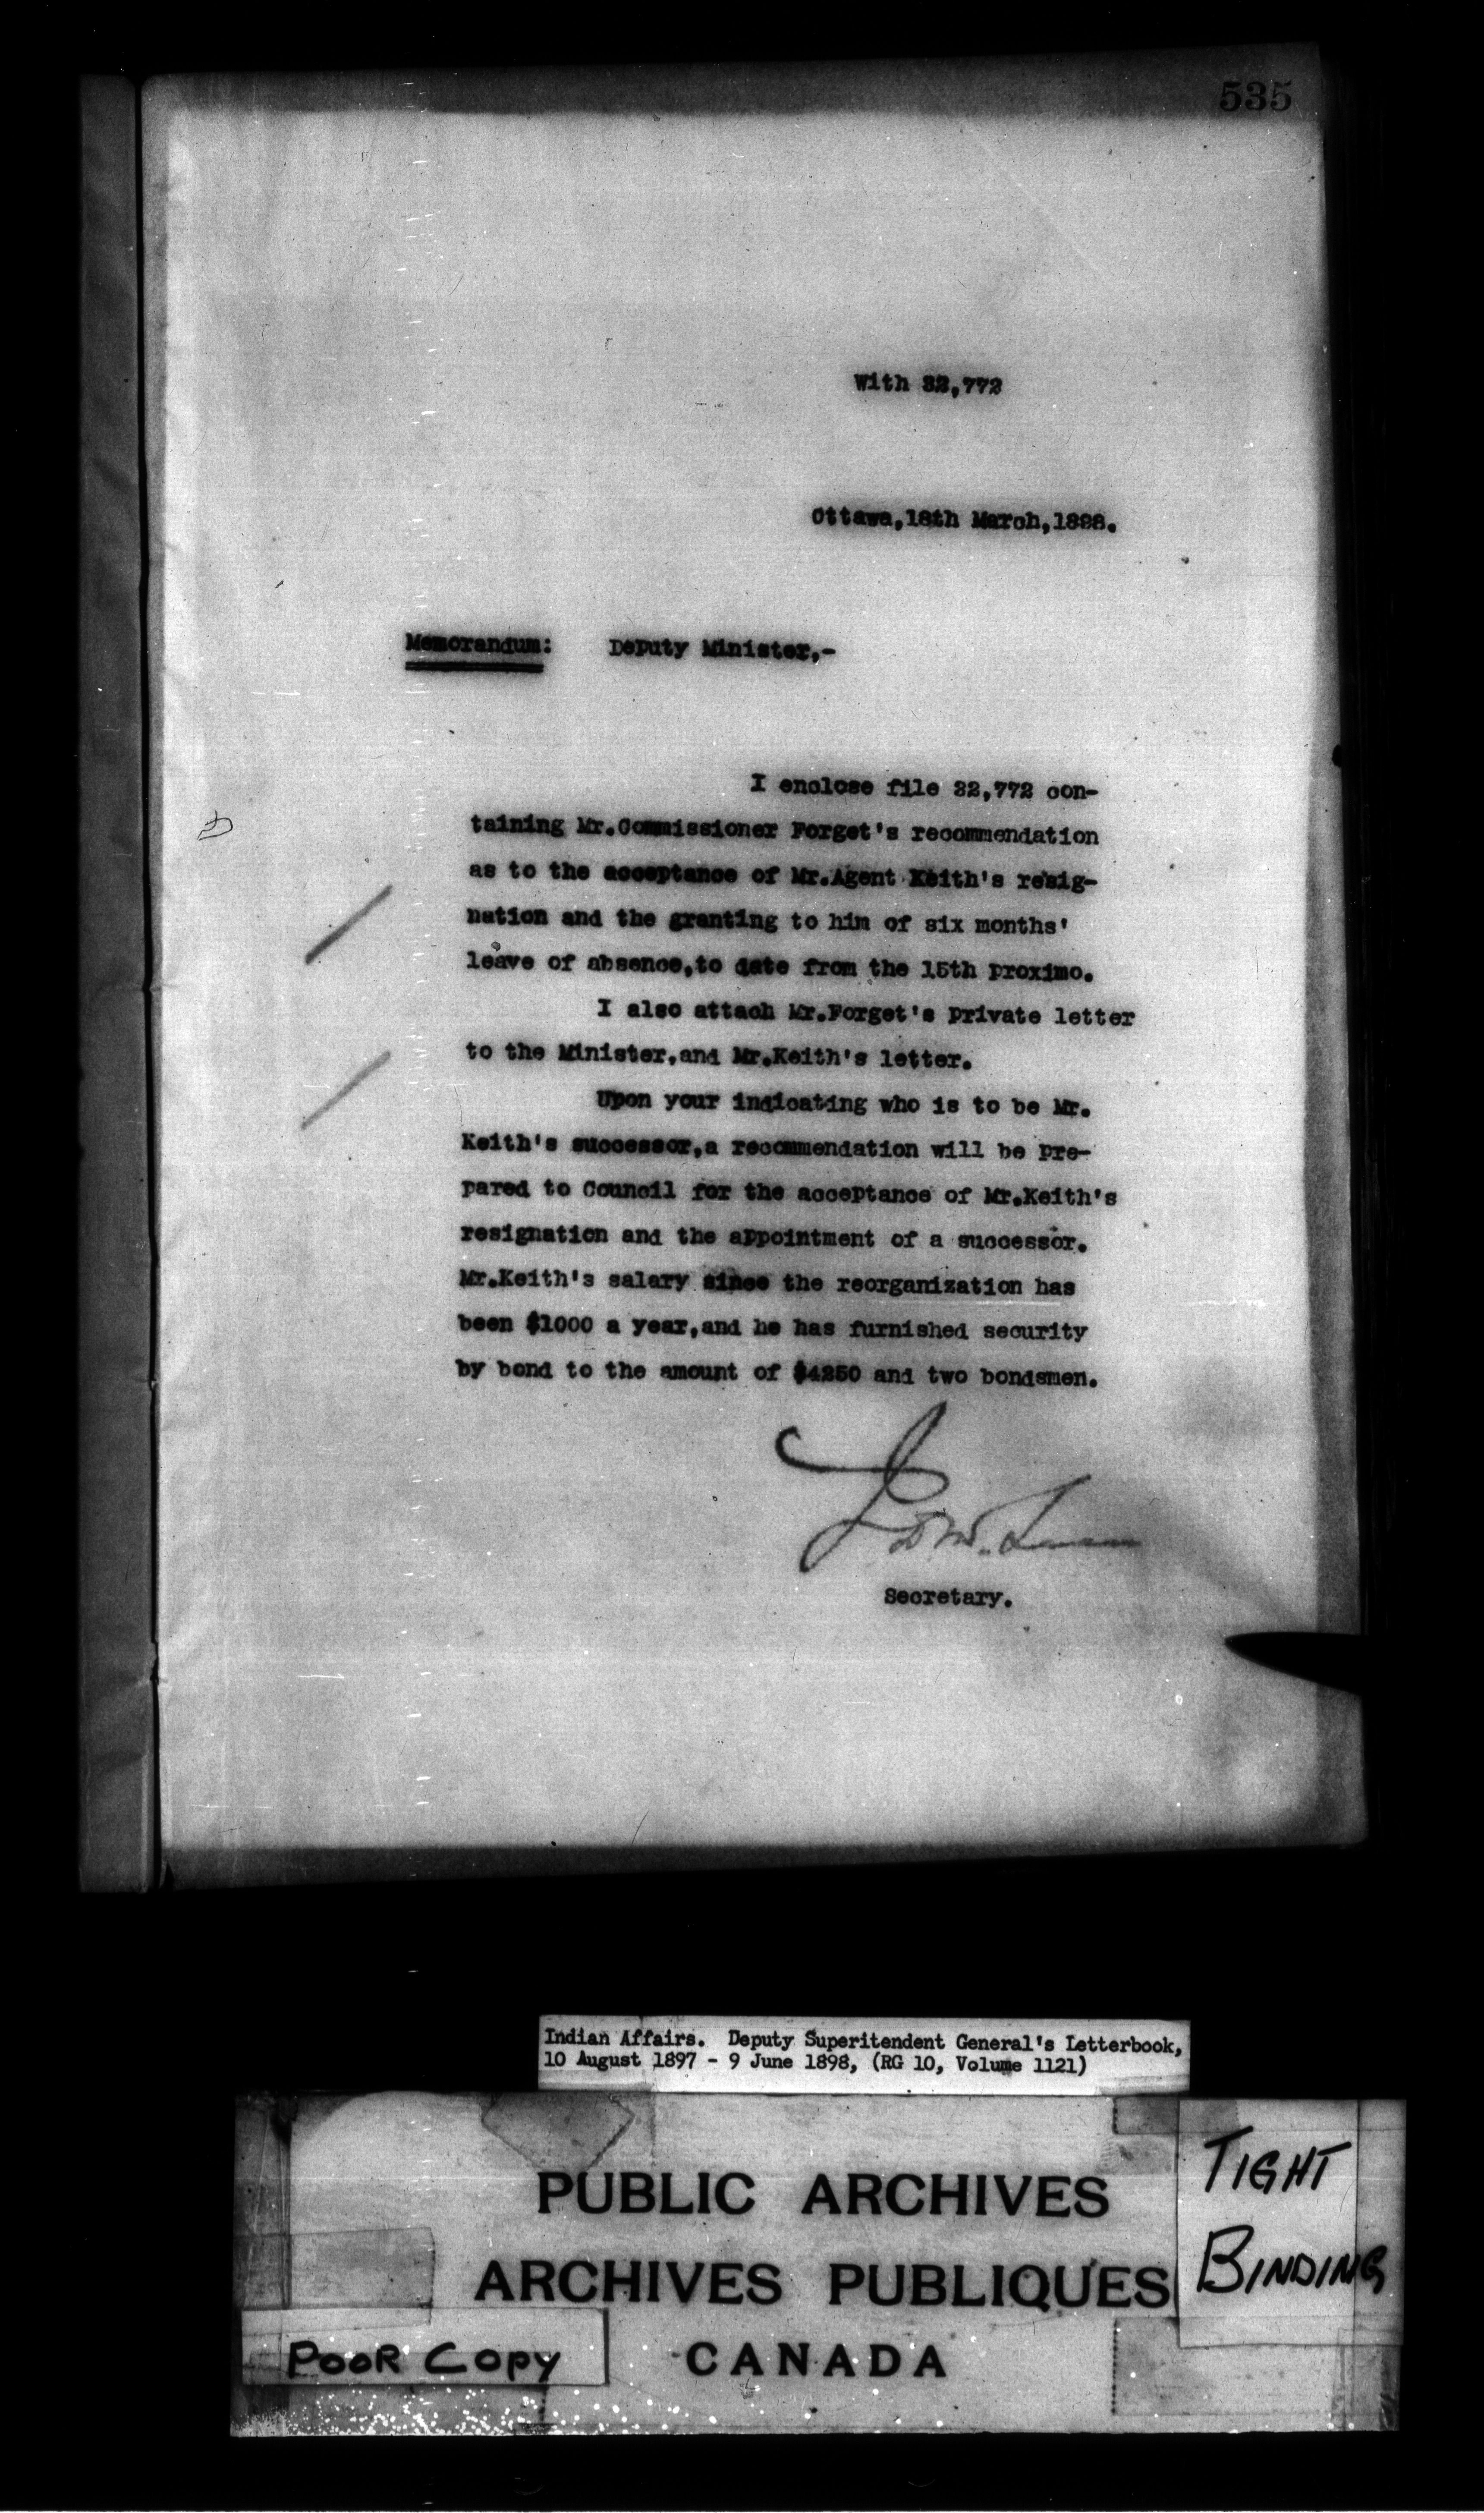 535
With 32,772
Ottawa,18th March,1898.
Memorandum: Deputy Minister,-
I enclose file 32,772 con-
taining Mr.Commissioner Forget's recommendation
as to the acceptance of Mr.Agent Keith's resig-
nation and the granting to him of six months'
leave of absence,to date from the 15th proximo.
I also attach Mr.Forget's private letter
to the Minister,and Mr.Keith's letter.
Upon your indicating who is to be Mr.
Keith's successor,a recommendation will be pre-
pared to Council for the acceptance of Mr.Keith's
resignation and the appointment of a successor.
Mr.Keith's salary since the reorganization has
been $1000 a year,and he has furnished security
by bond to the amount of $4250 and two bondsmen.
Secretary.
Indian Affairs. Deputy Superitendent General's Letterbook,
10 August 1897 - 9 June 1898, (RG 10, Volume 1121)
PUBLIC ARCHIVES
ARCHIVES PUBLIQUES
CANADA
TIGHT
BINDING
POOR COPY